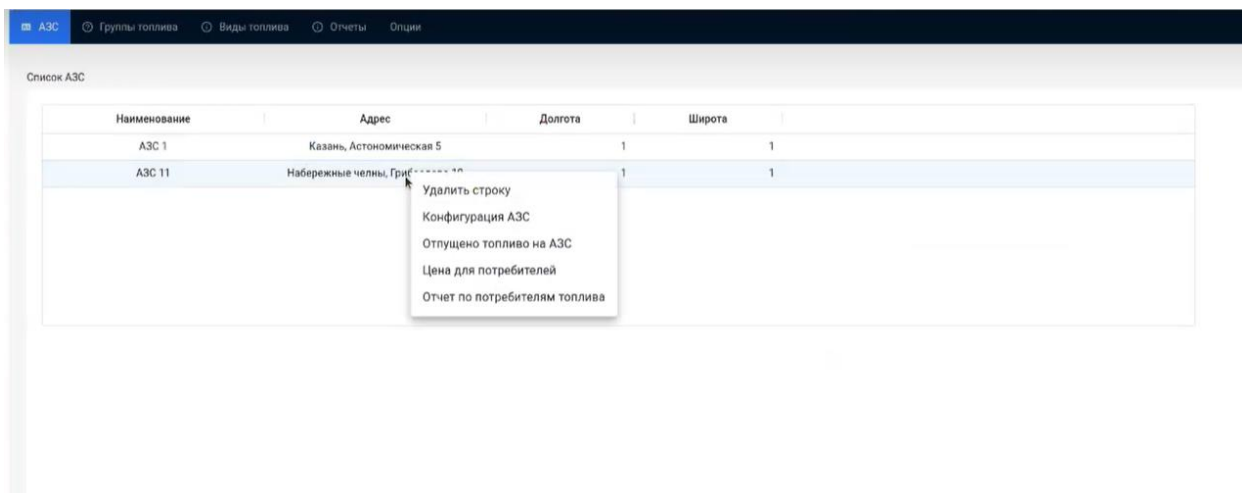 АЗС Группы топлива Виды топлива Отчеты Опции
Список АЗС
Наименование Адрес Долгота Широта
АЗС 1 Казань, Астономическая 5 1 1
АЗС 11 Набережные челны, 1 1
Удалить строку
Конфигурация АЗС
Отпущено топливо на АЗС
Цена для потребителей
Отчет по потребителям топлива